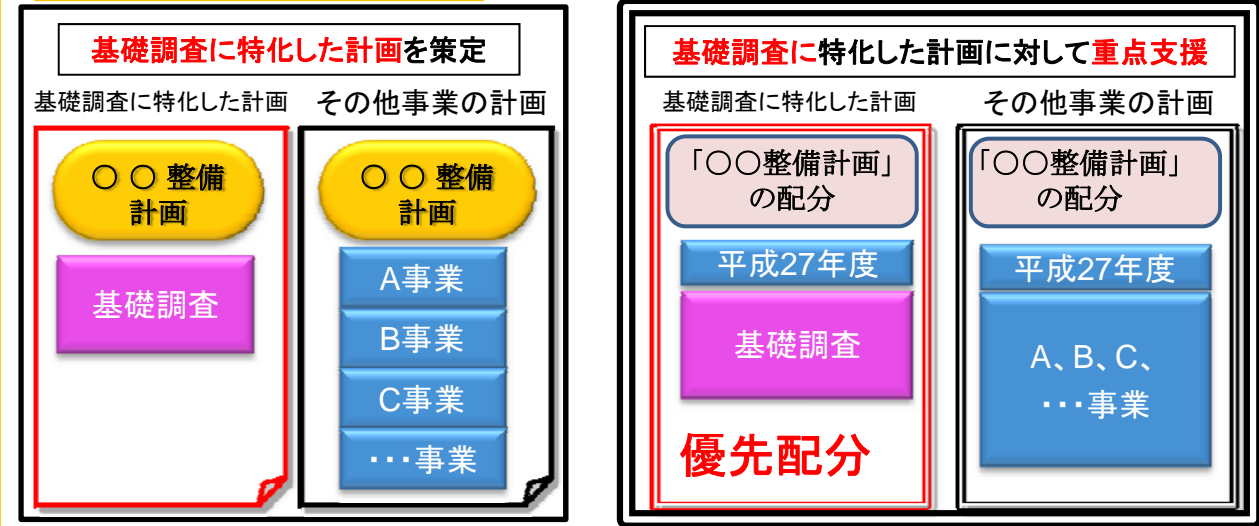 基礎調査に特化した計画を策定
基礎調査に特化した計画
その他事業の計画
〇 〇 整備
計画
基礎調査
〇 〇 整備
計画
A事業
B事業
C事業
・・・事業
基礎調査に特化した計画に対して重点支援
基礎調査に特化した計画
その他事業の計画
「〇〇整備計画」
の配分
平成27年度
基礎調査
優先配分
「〇〇整備計画」
の配分
平成27年度
A、B、C、
・・・事業